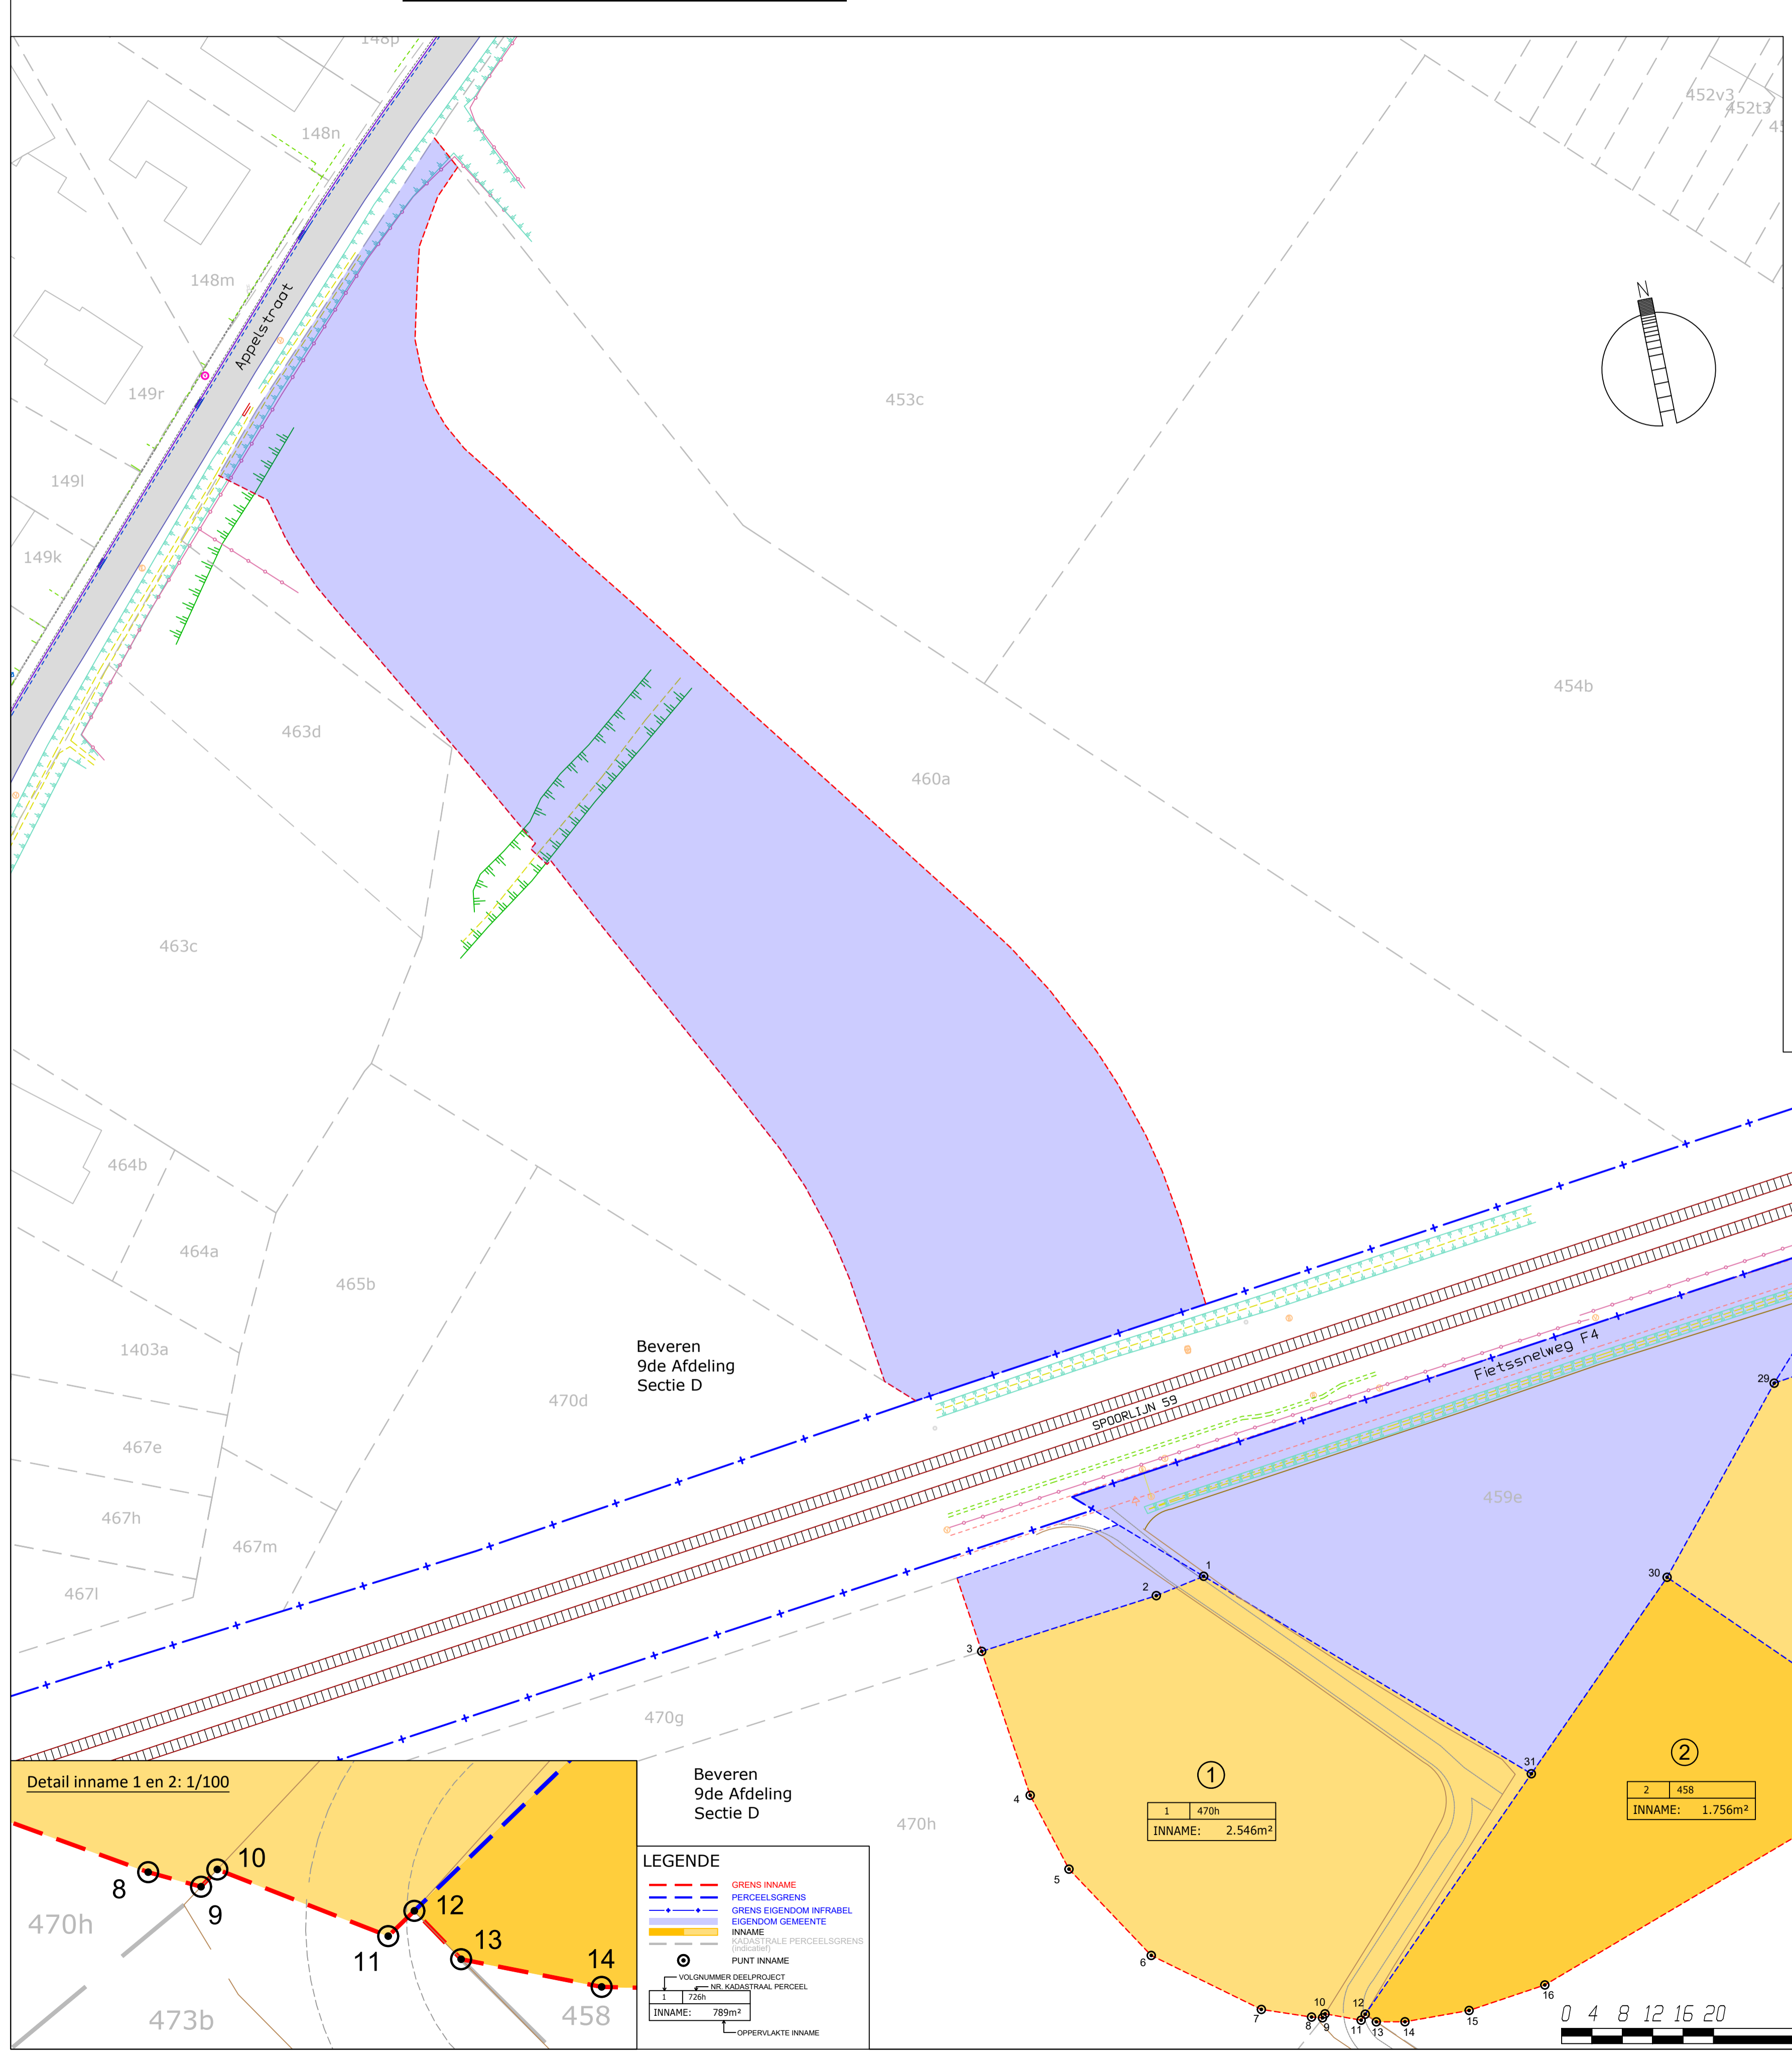 148p
148n
452v3
452t3
N
148m
Appelstraat
149r
453c
149l
149k
454b
463d
460a
463c
464b
464a
465b
1403a
Beveren
9de Afdeling
Sectie D
470d
467e
467h
467m
467l
SPOORLIJN 59
Fietssnelweg F4
459e
29
30
31
1
2
3
4
5
6
7
8
9
10
11
12
13
14
15
16
470g
Beveren
9de Afdeling
Sectie D
470h
1
1 470h
INNAME: 2.546m²
2
2 458
INNAME: 1.756m²
0 4 8 12 16 20
Detail inname 1 en 2: 1/100
8
9
10
11
12
13
14
470h
473b
458
LEGENDE
GRENS INNAME
PERCEELSGRENS
GRENS EIGENDOM INFRABEL
EIGENDOM GEMEENTE
INNAME
KADASTRALE PERCEELSGRENS
(indicatief)
PUNT INNAME
VOLGNUMMER DEELPROJECT
NR. KADASTRAAL PERCEEL
1 726h
INNAME: 789m²
OPPERVLAKTE INNAME